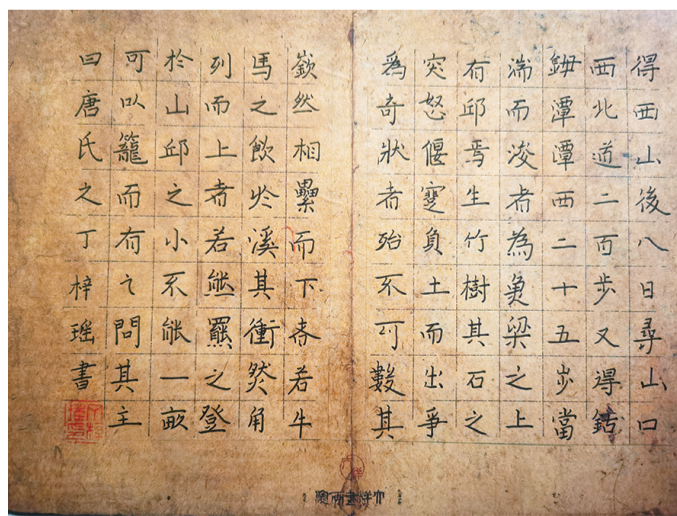 得西山後八日尋山口
西北道二百步又得鈷
鉧潭潭西二十五步當
湍而浚者為魚梁之上
有邱焉生竹樹其石之
突怒偃蹇負土而出爭
爲奇狀者殆不可數其
嶔然相纍而下者若牛
馬之飲於溪其衝然角
列而上者若熊羆之登
於山邱之小不能一畝
可以籠而有之問其主
曰唐氏之丁梓瑤書